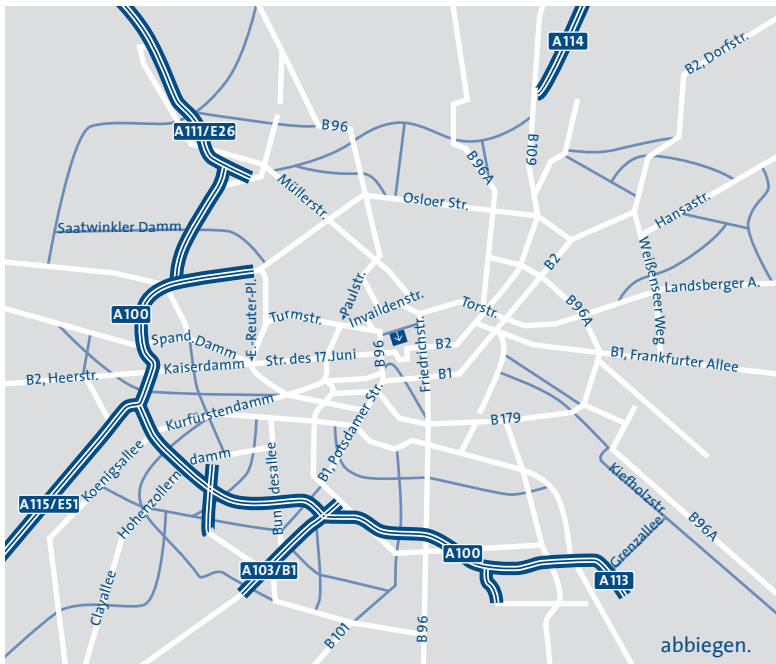 A114
B2, Dorfstr.
A111/E26
B96
B109
B96A
Müllerstr.
Osloer Str.
Hansastr.
Saatwinkler Damm
Weißenseer Weg
B2
Paulstr.
Invaildenstr.
Torstr.
Landsberger A.
E.-Reuter-Pl.
A100
Turmstr.
B96A
Spand. Damm
Friedrichstr.
B96
B2
Str. des 17. Juni
B1, Frankfurter Allee
Kaiserdamm
B2, Heerstr.
B1
Kurfürstendamm
B1, Potsdamer Str.
B179
Koenigsallee
Hohenzollerndamm
Bundesallee
Kiefholzstr.
A115/E51
B96A
A100
Grenzallee
A103/B1
A113
Clayallee
B101
B96
abbiegen.